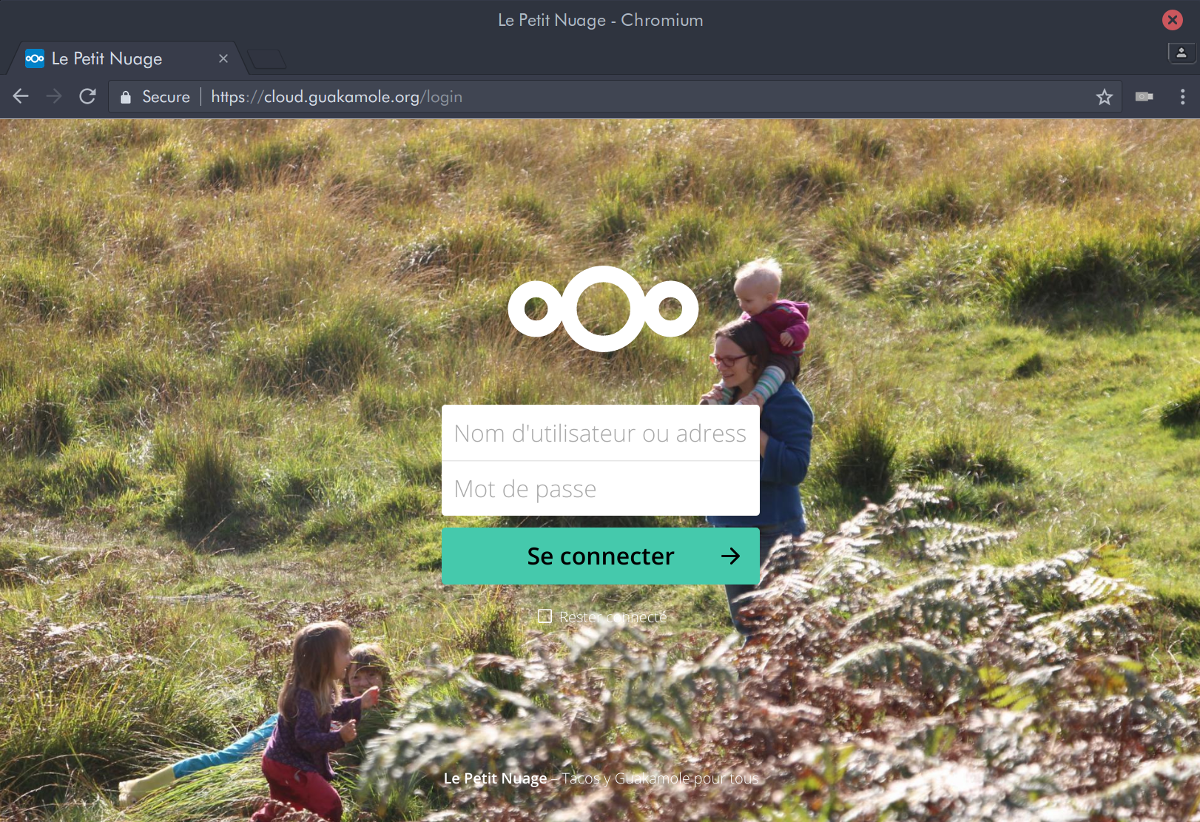 Le Petit Nuage - Chromium
Le Petit Nuage
Secure https://cloud.guakamole.org/login
Nom d'utilisateur ou adress
Mot de passe
Se connecter
Rester connecté
Le Petit Nuage – Tacos y Guakamole pour tous